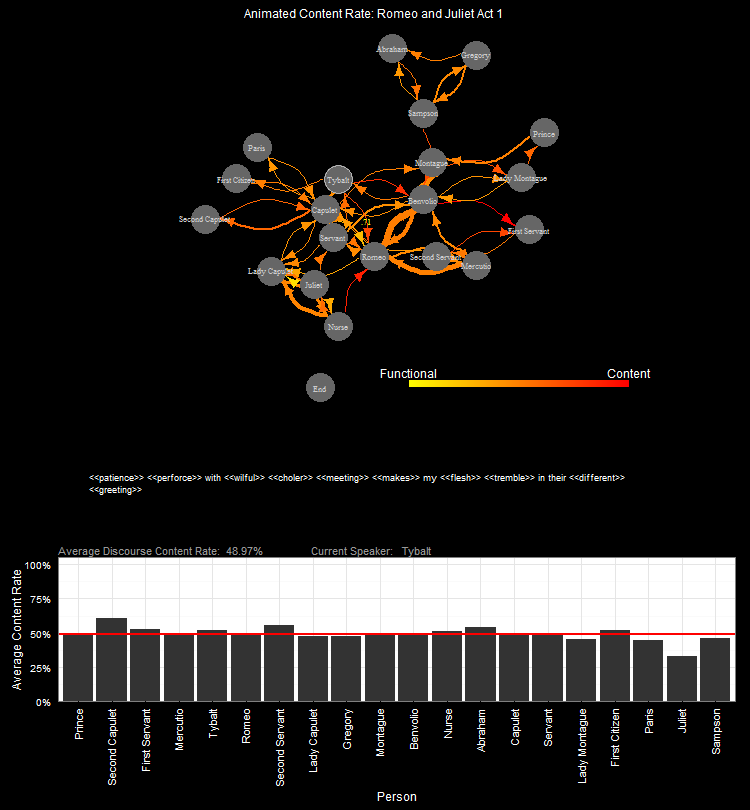 Animated Content Rate: Romeo and Juliet Act 1
Abraham
Gregory
Sampson
Prince
Paris
Montague
First Citizen
Tybalt
Lady Montague
Benvolio
Second Capulet
Capulet
.71
First Servant
Servant
Romeo
Second Servant
Mercutio
Lady Capulet
Juliet
Nurse
End
Functional
Content
<<patience>> <<perforce>> with <<wilful>> <<choler>> <<meeting>> <<makes>> my <<flesh>> <<tremble>> in their <<different>>
<<greeting>>
Average Discourse Content Rate: 48.97% Current Speaker: Tybalt
Average Content Rate
100%
75%
50%
25%
0%
Prince
Second Capulet
First Servant
Mercutio
Tybalt
Romeo
Second Servant
Lady Capulet
Gregory
Montague
Benvolio
Nurse
Abraham
Capulet
Servant
Lady Montague
First Citizen
Paris
Juliet
Sampson
Person